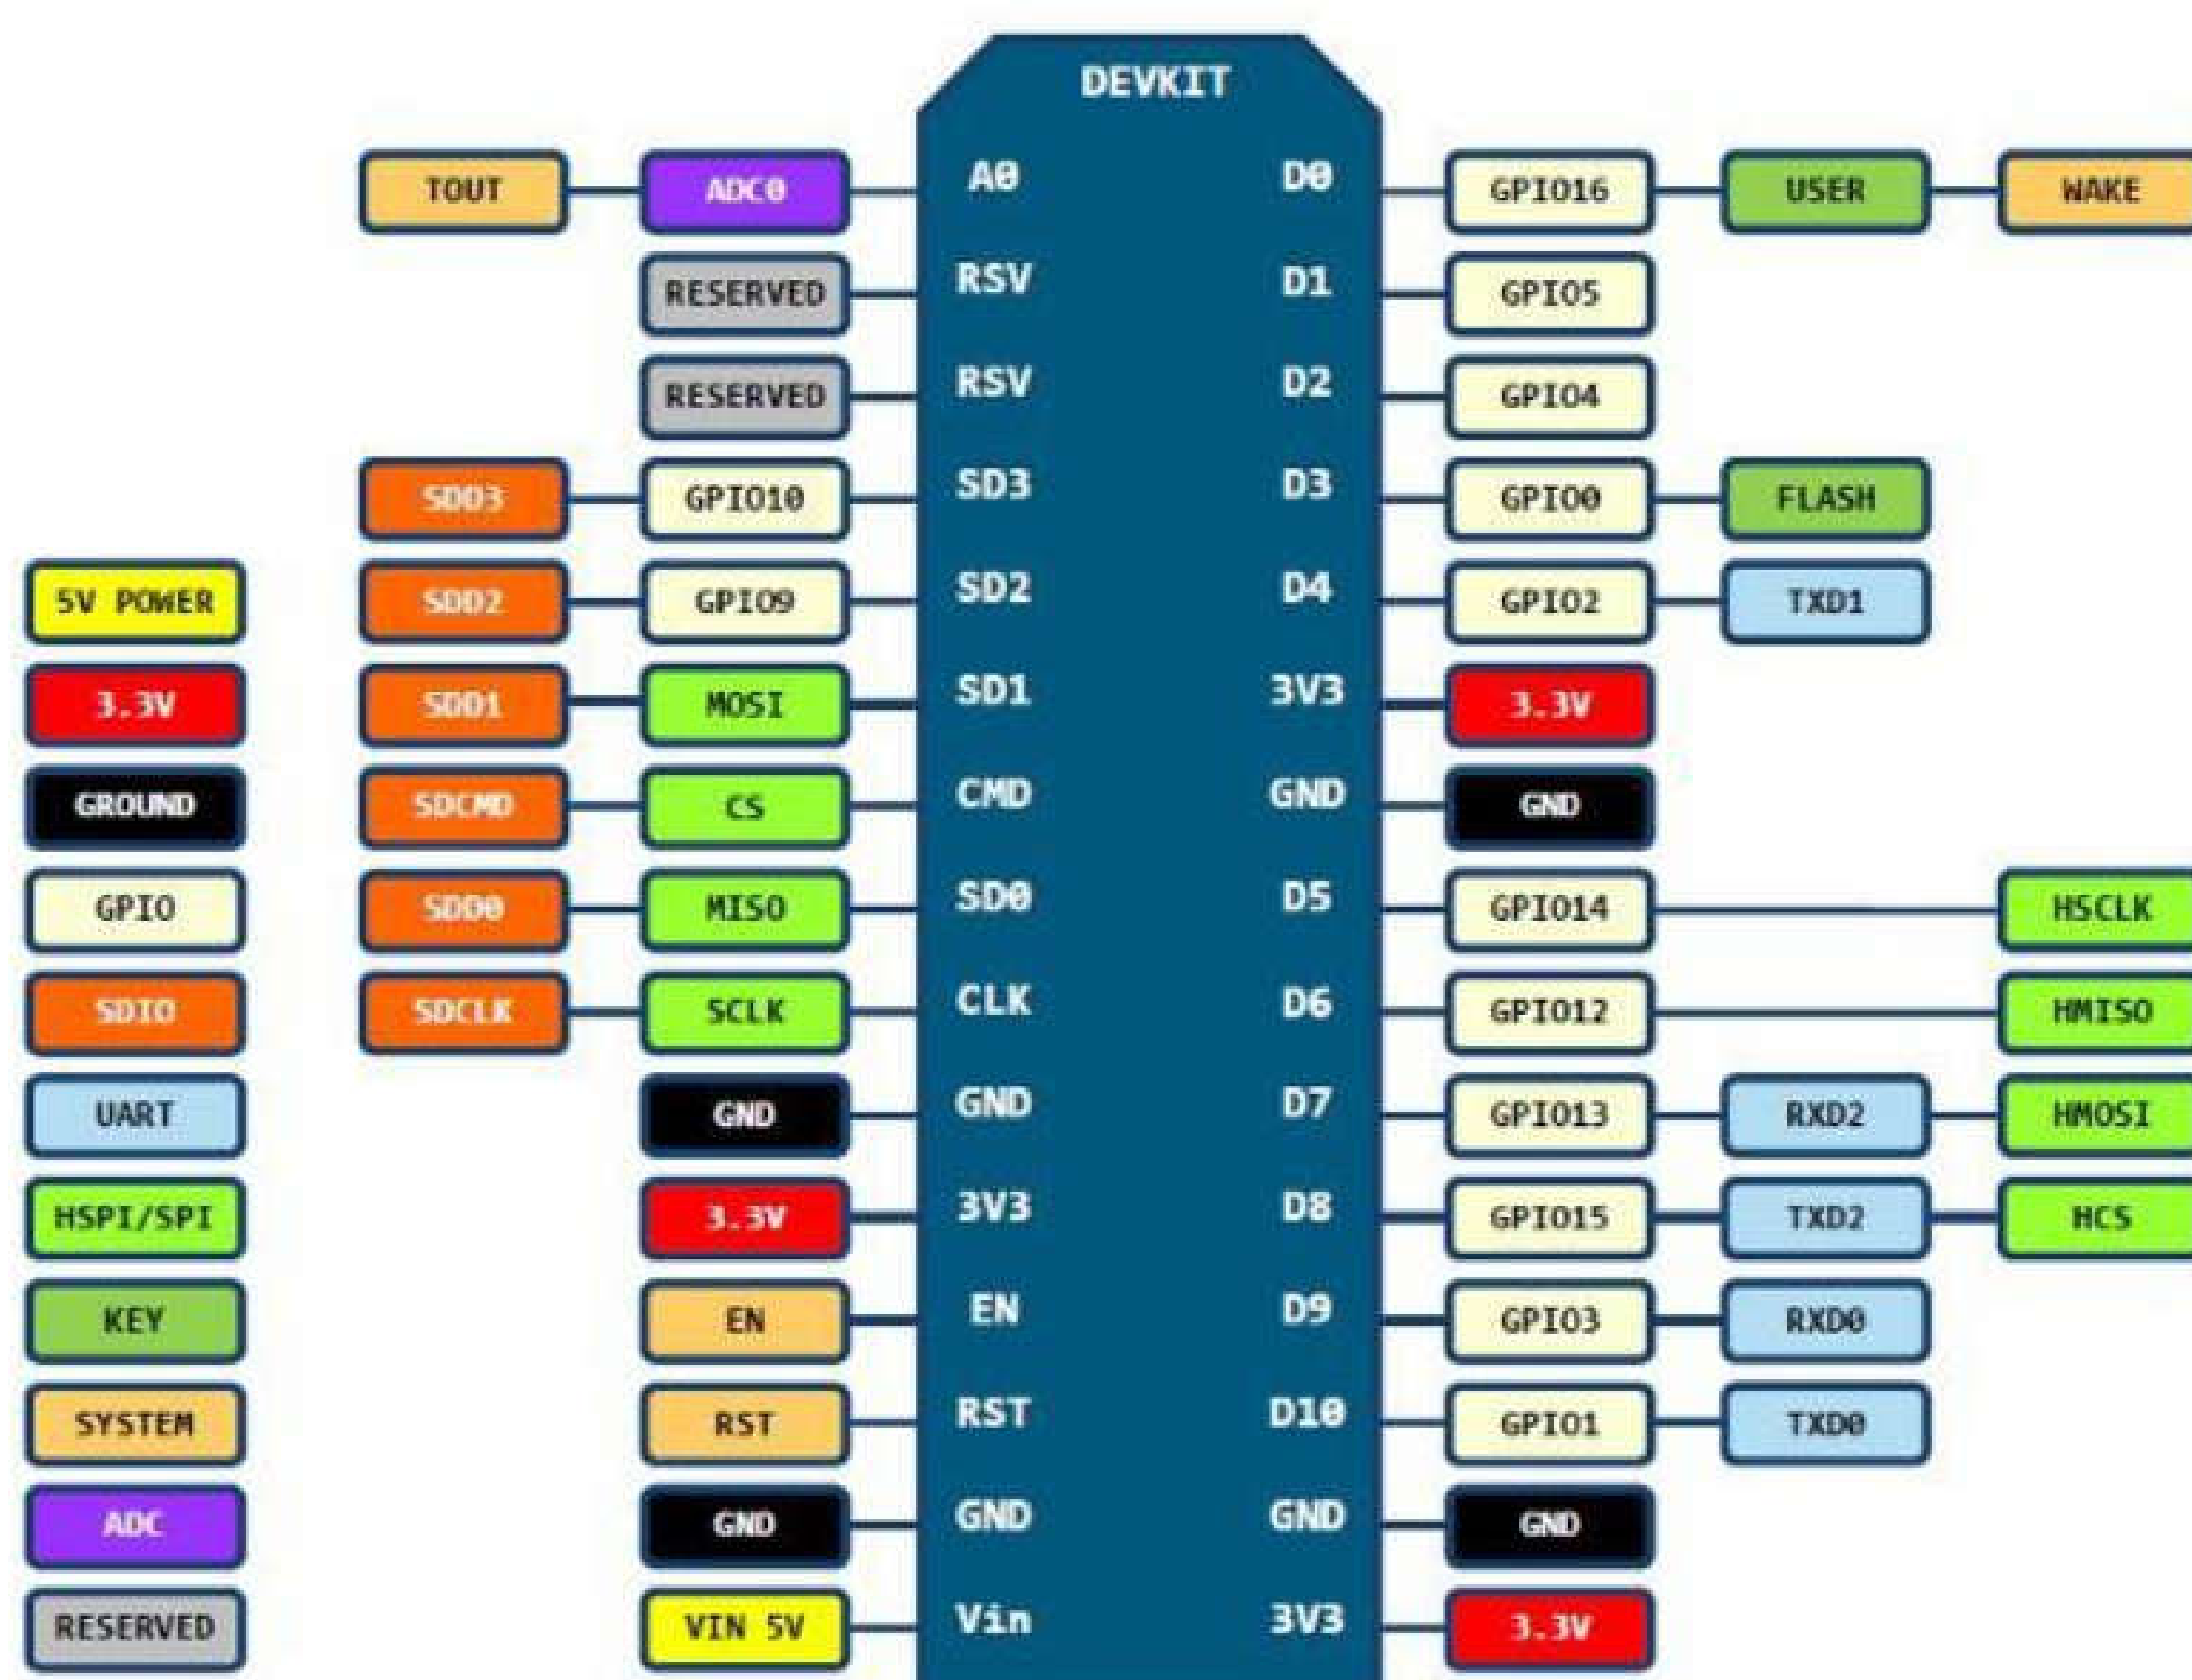 DEVKIT
TOUT ADC0 A0 D0 GPIO16 USER WAKE
RESERVED RSV D1 GPIO5
RESERVED RSV D2 GPIO4
SDD3 GPIO10 SD3 D3 GPIO0 FLASH
5V POWER SDD2 GPIO9 SD2 D4 GPIO2 TXD1
3.3V SDD1 MOSI SD1 3V3 3.3V
GROUND SDCMD CS CMD GND GND
GPIO SDD0 MISO SD0 D5 GPIO14 HSCLK
SDIO SDCLK SCLK CLK D6 GPIO12 HMISO
UART GND GND D7 GPIO13 RXD2 HMOSI
HSPI/SPI 3.3V 3V3 D8 GPIO15 TXD2 HCS
KEY EN EN D9 GPIO3 RXD0
SYSTEM RST RST D10 GPIO1 TXD0
ADC GND GND GND GND
RESERVED VIN 5V Vin 3V3 3.3V